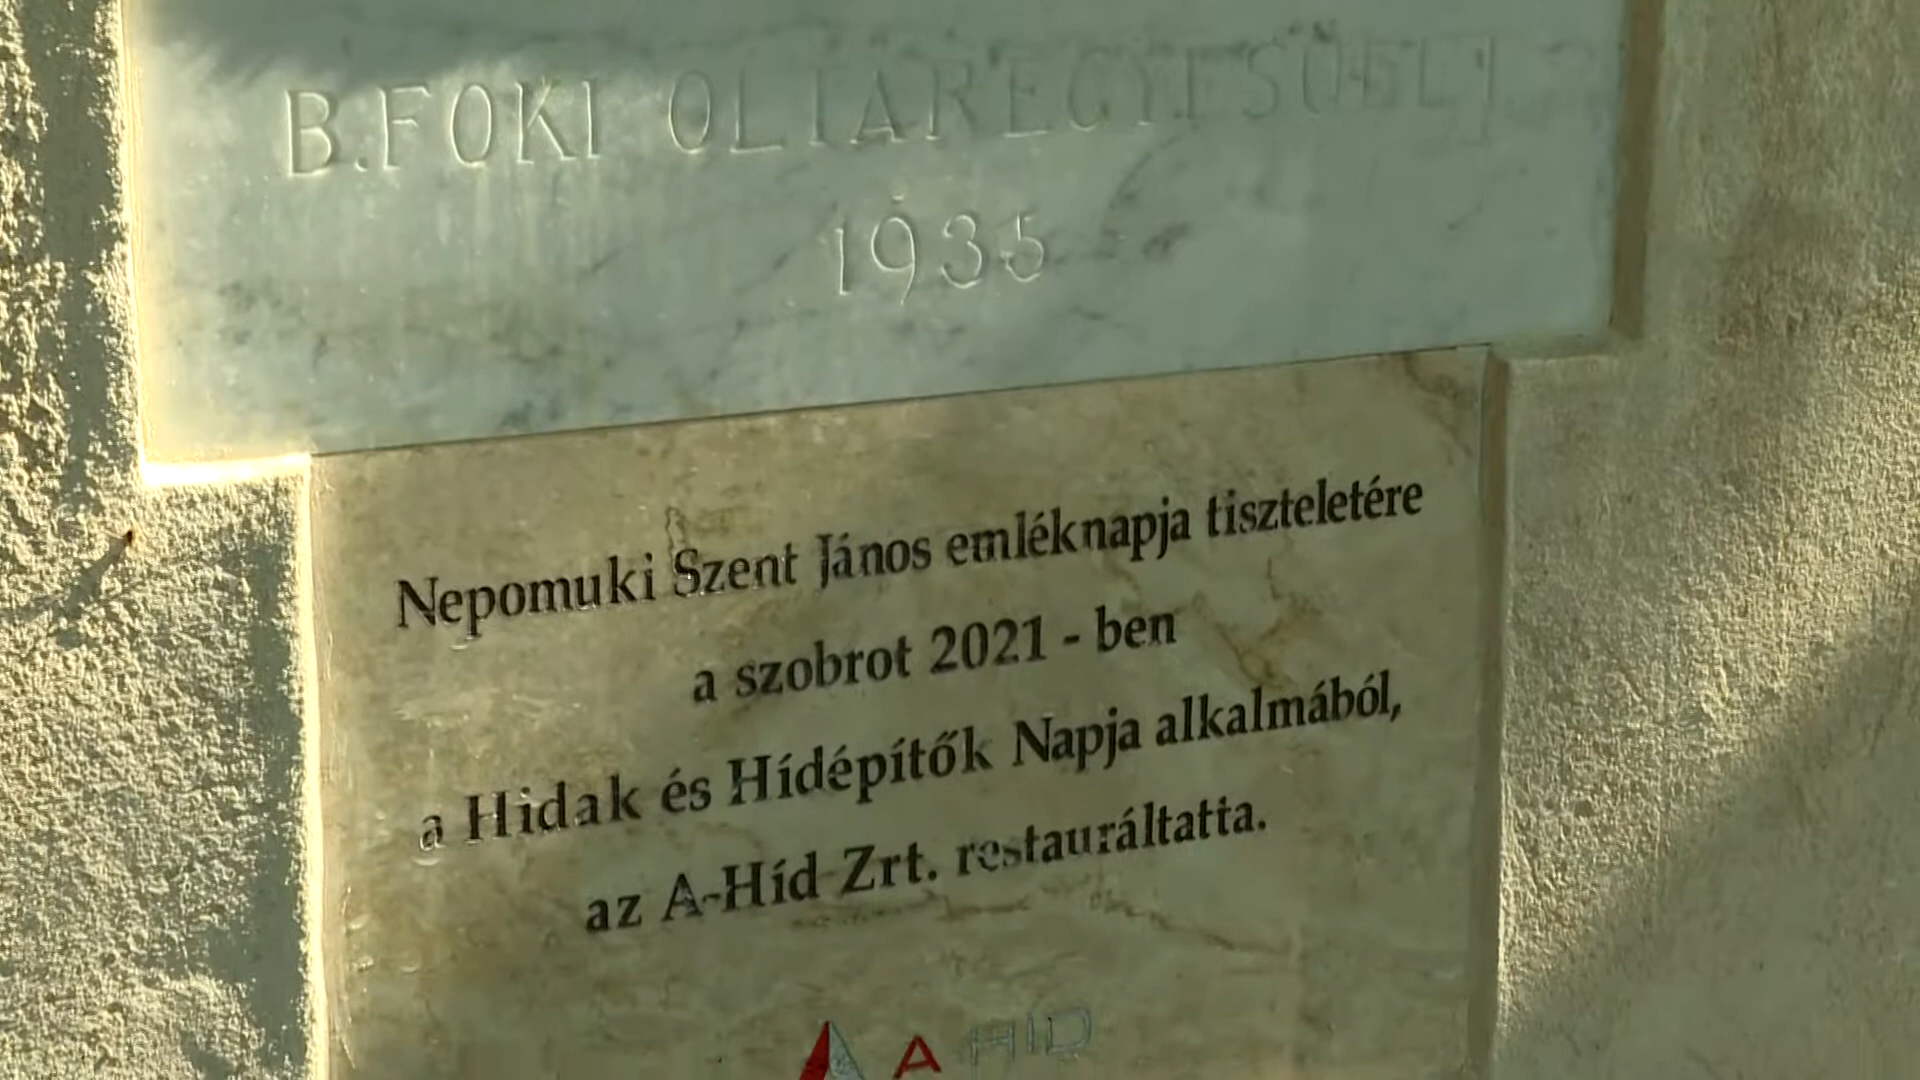 B.FOKI OLTÁREGYESÜLET
1935
Nepomuki Szent János emléknapja tiszteletére
a szobrot 2021 - ben
a Hidak és Hídépítők Napja alkalmából,
az A-Híd Zrt. restauráltatta.
A-HÍD